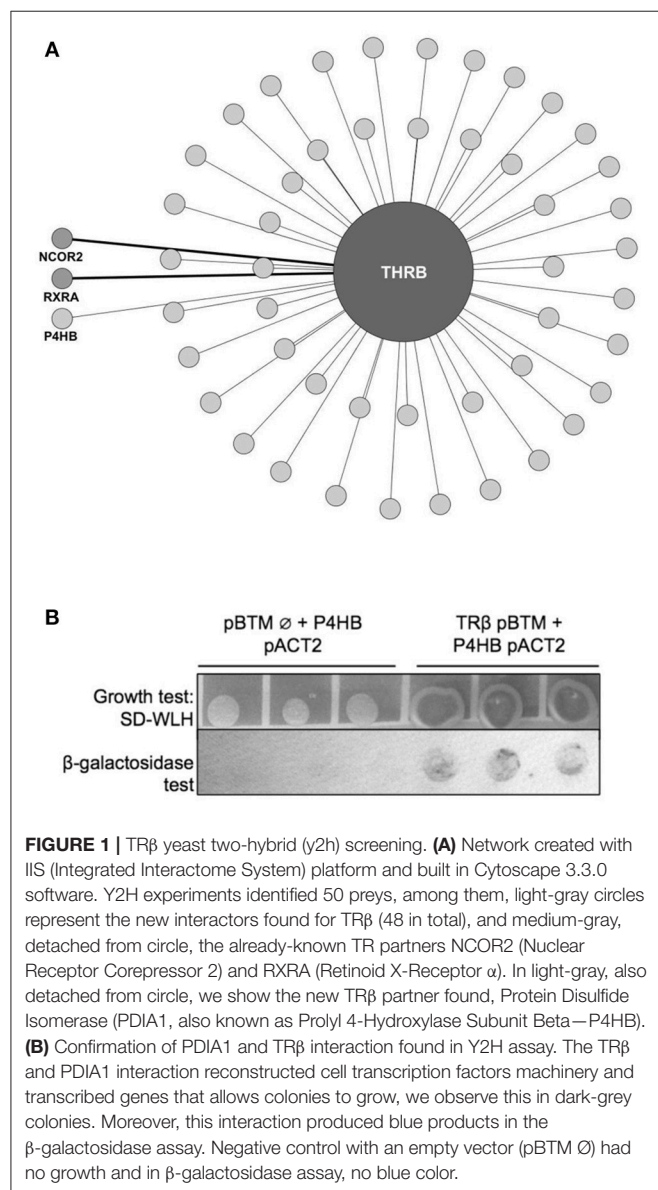 A
NCOR2
RXRA
P4HB
THRB
B
pBTM ∅ + P4HB
pACT2
TRβ pBTM +
P4HB pACT2
Growth test:
SD-WLH
β-galactosidase
test
FIGURE 1 | TRβ yeast two-hybrid (y2h) screening. (A) Network created with
IIS (Integrated Interactome System) platform and built in Cytoscape 3.3.0
software. Y2H experiments identified 50 preys, among them, light-gray circles
represent the new interactors found for TRβ (48 in total), and medium-gray,
detached from circle, the already-known TR partners NCOR2 (Nuclear
Receptor Corepressor 2) and RXRA (Retinoid X-Receptor α). In light-gray, also
detached from circle, we show the new TRβ partner found, Protein Disulfide
Isomerase (PDIA1, also known as Prolyl 4-Hydroxylase Subunit Beta—P4HB).
(B) Confirmation of PDIA1 and TRβ interaction found in Y2H assay. The TRβ
and PDIA1 interaction reconstructed cell transcription factors machinery and
transcribed genes that allows colonies to grow, we observe this in dark-grey
colonies. Moreover, this interaction produced blue products in the
β-galactosidase assay. Negative control with an empty vector (pBTM Ø) had
no growth and in β-galactosidase assay, no blue color.